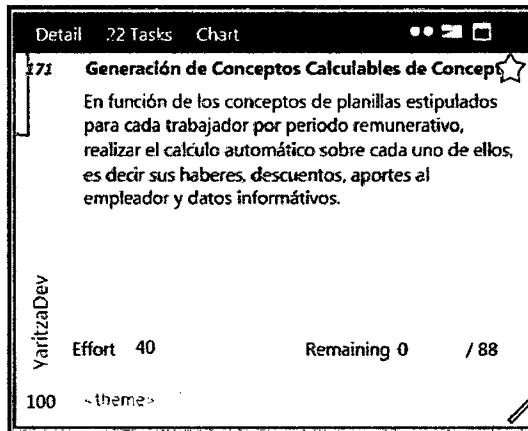 Detail 22 Tasks Chart
171 Generación de Conceptos Calculables de Concept
En función de los conceptos de planillas estipulados
para cada trabajador por periodo remunerativo,
realizar el calculo automático sobre cada uno de ellos,
es decir sus haberes, descuentos, aportes al
empleador y datos informátivos.
YaritzaDev
Effort 40 Remaining 0 / 88
100 <theme>